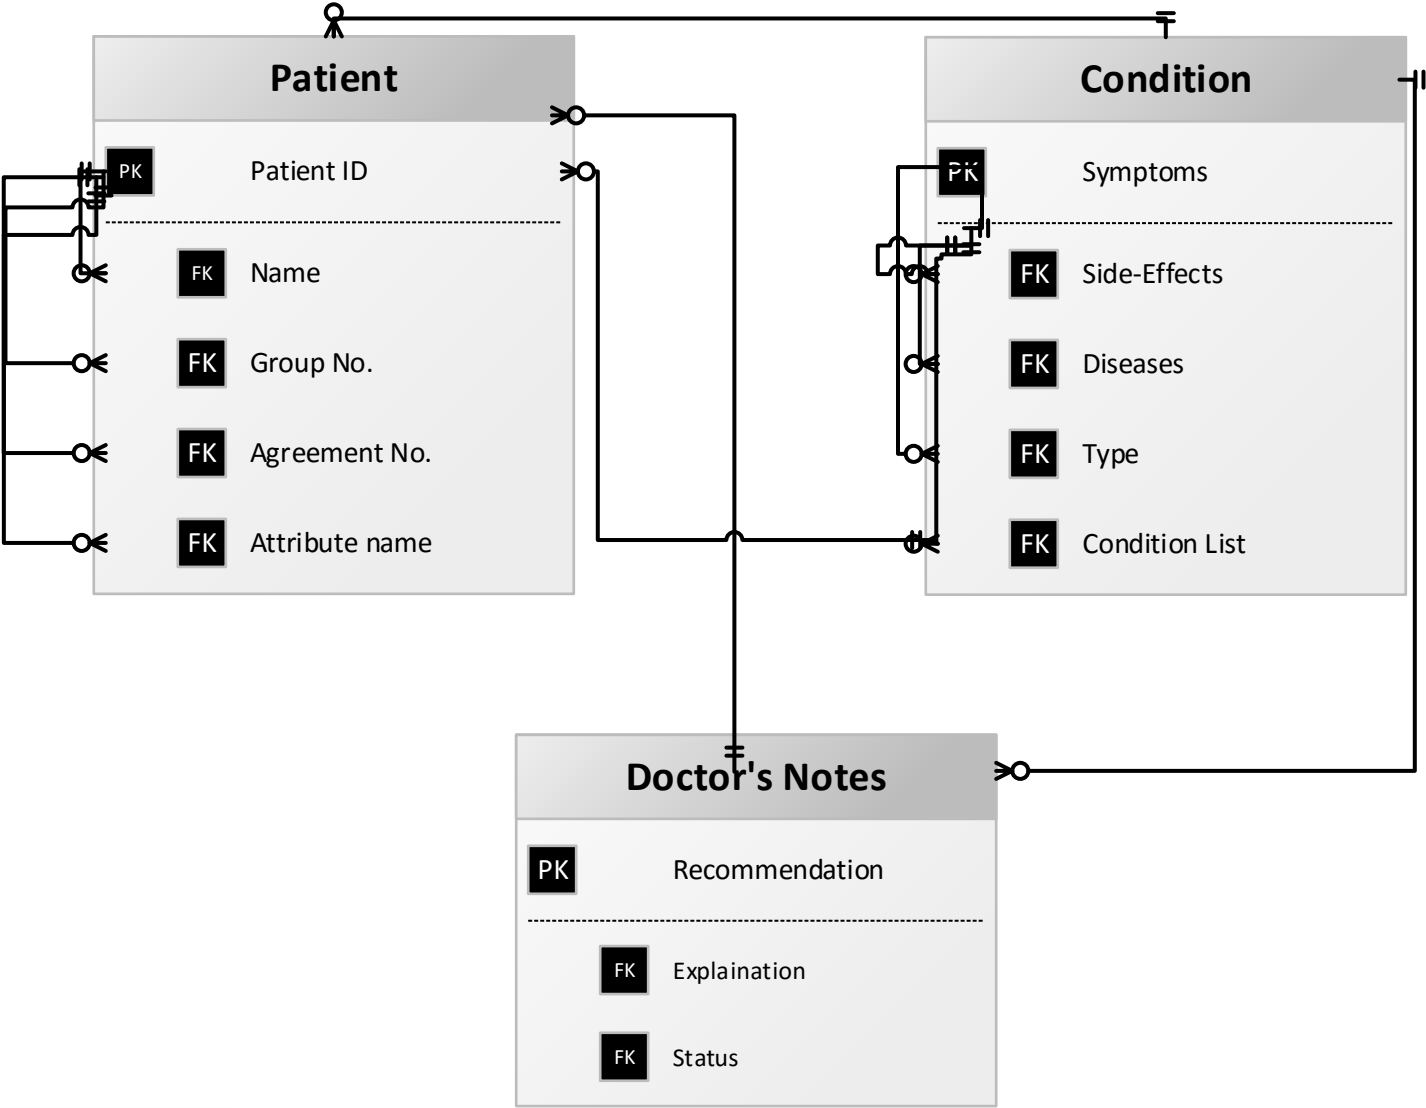 Patient
PK Patient ID
FK Name
FK Group No.
FK Agreement No.
FK Attribute name
Condition
PK Symptoms
FK Side-Effects
FK Diseases
FK Type
FK Condition List
Doctor's Notes
PK Recommendation
FK Explaination
FK Status